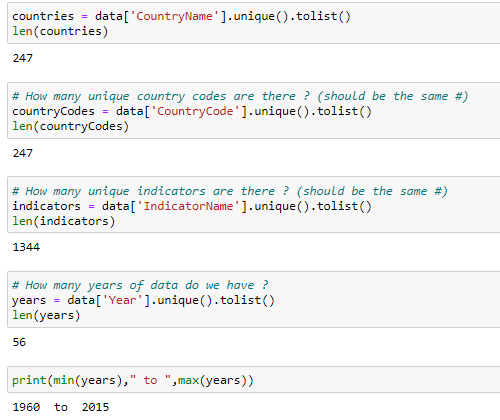 countries = data['CountryName'].unique().tolist()
len(countries)
247
# How many unique country codes are there ? (should be the same #)
countryCodes = data['CountryCode'].unique().tolist()
len(countryCodes)
247
# How many unique indicators are there ? (should be the same #)
indicators = data['IndicatorName'].unique().tolist()
len(indicators)
1344
# How many years of data do we have ?
years = data['Year'].unique().tolist()
len(years)
56
print(min(years)," to ",max(years))
1960  to  2015